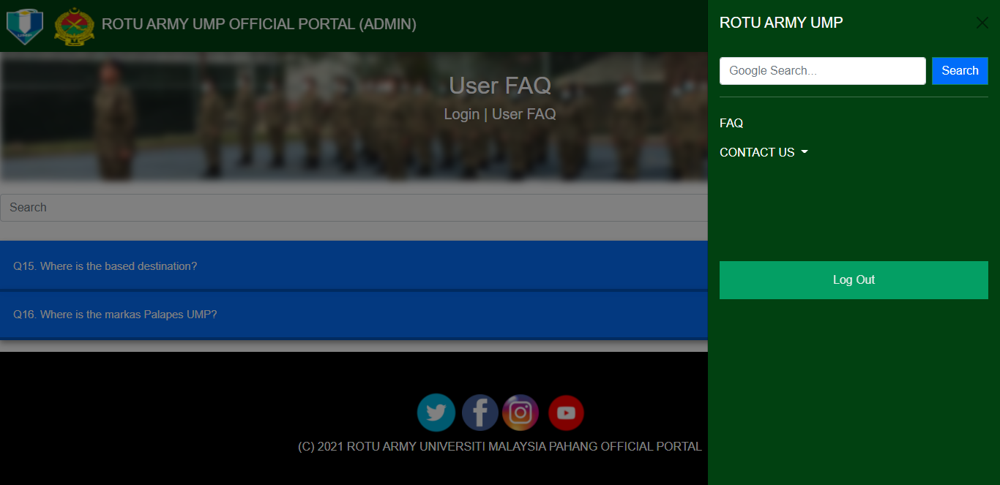 ROTU ARMY UMP OFFICIAL PORTAL (ADMIN)
User FAQ
Login | User FAQ
Search
Q15. Where is the based destination?
Q16. Where is the markas Palapes UMP?
(C) 2021 ROTU ARMY UNIVERSITI MALAYSIA PAHANG OFFICIAL PORTAL
ROTU ARMY UMP
Google Search...
Search
FAQ
CONTACT US
Log Out